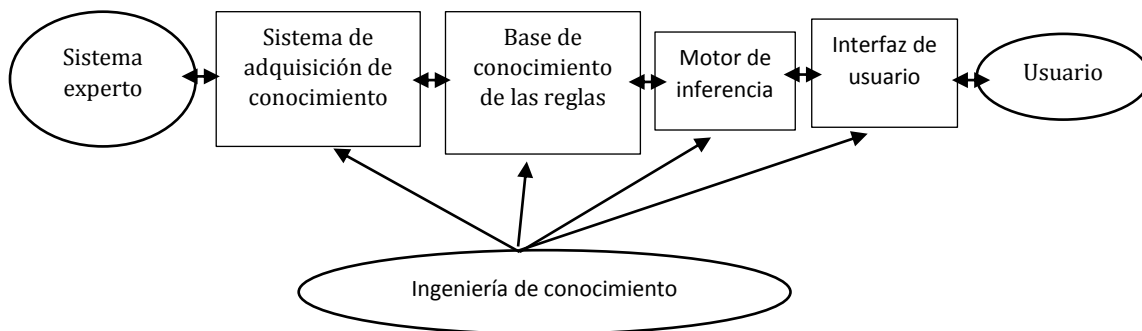 Sistema
experto
Sistema de
adquisición de
conocimiento
Base de
conocimiento
de las reglas
Motor de
inferencia
Interfaz de
usuario
Usuario
Ingeniería de conocimiento